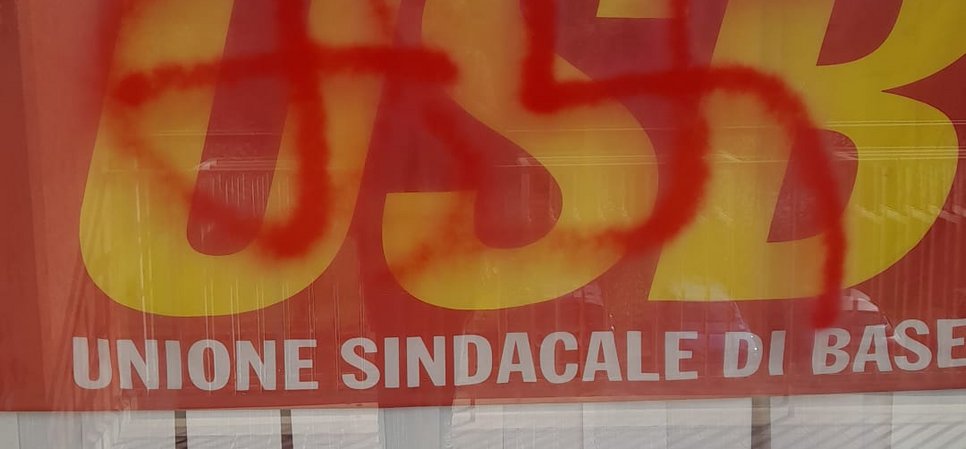 USB
UNIONE SINDACALE DI BASE